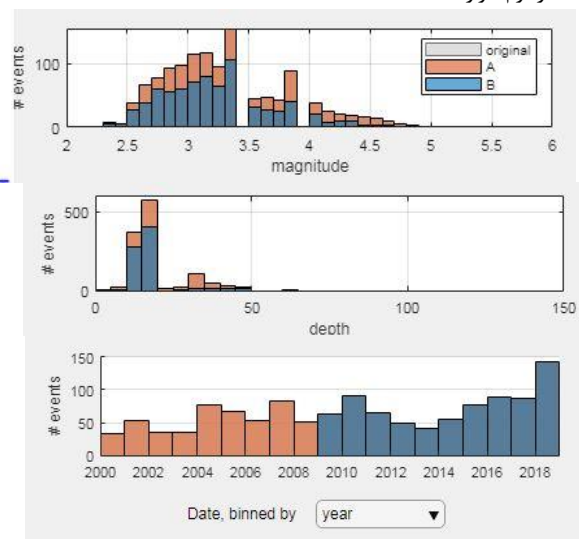 original
A
B
# events
100
0
2 2.5 3 3.5 4 4.5 5 5.5 6
magnitude
# events
500
0
0 50 100 150
depth
# events
150
100
50
0
2000 2002 2004 2006 2008 2010 2012 2014 2016 2018
Date, binned by year